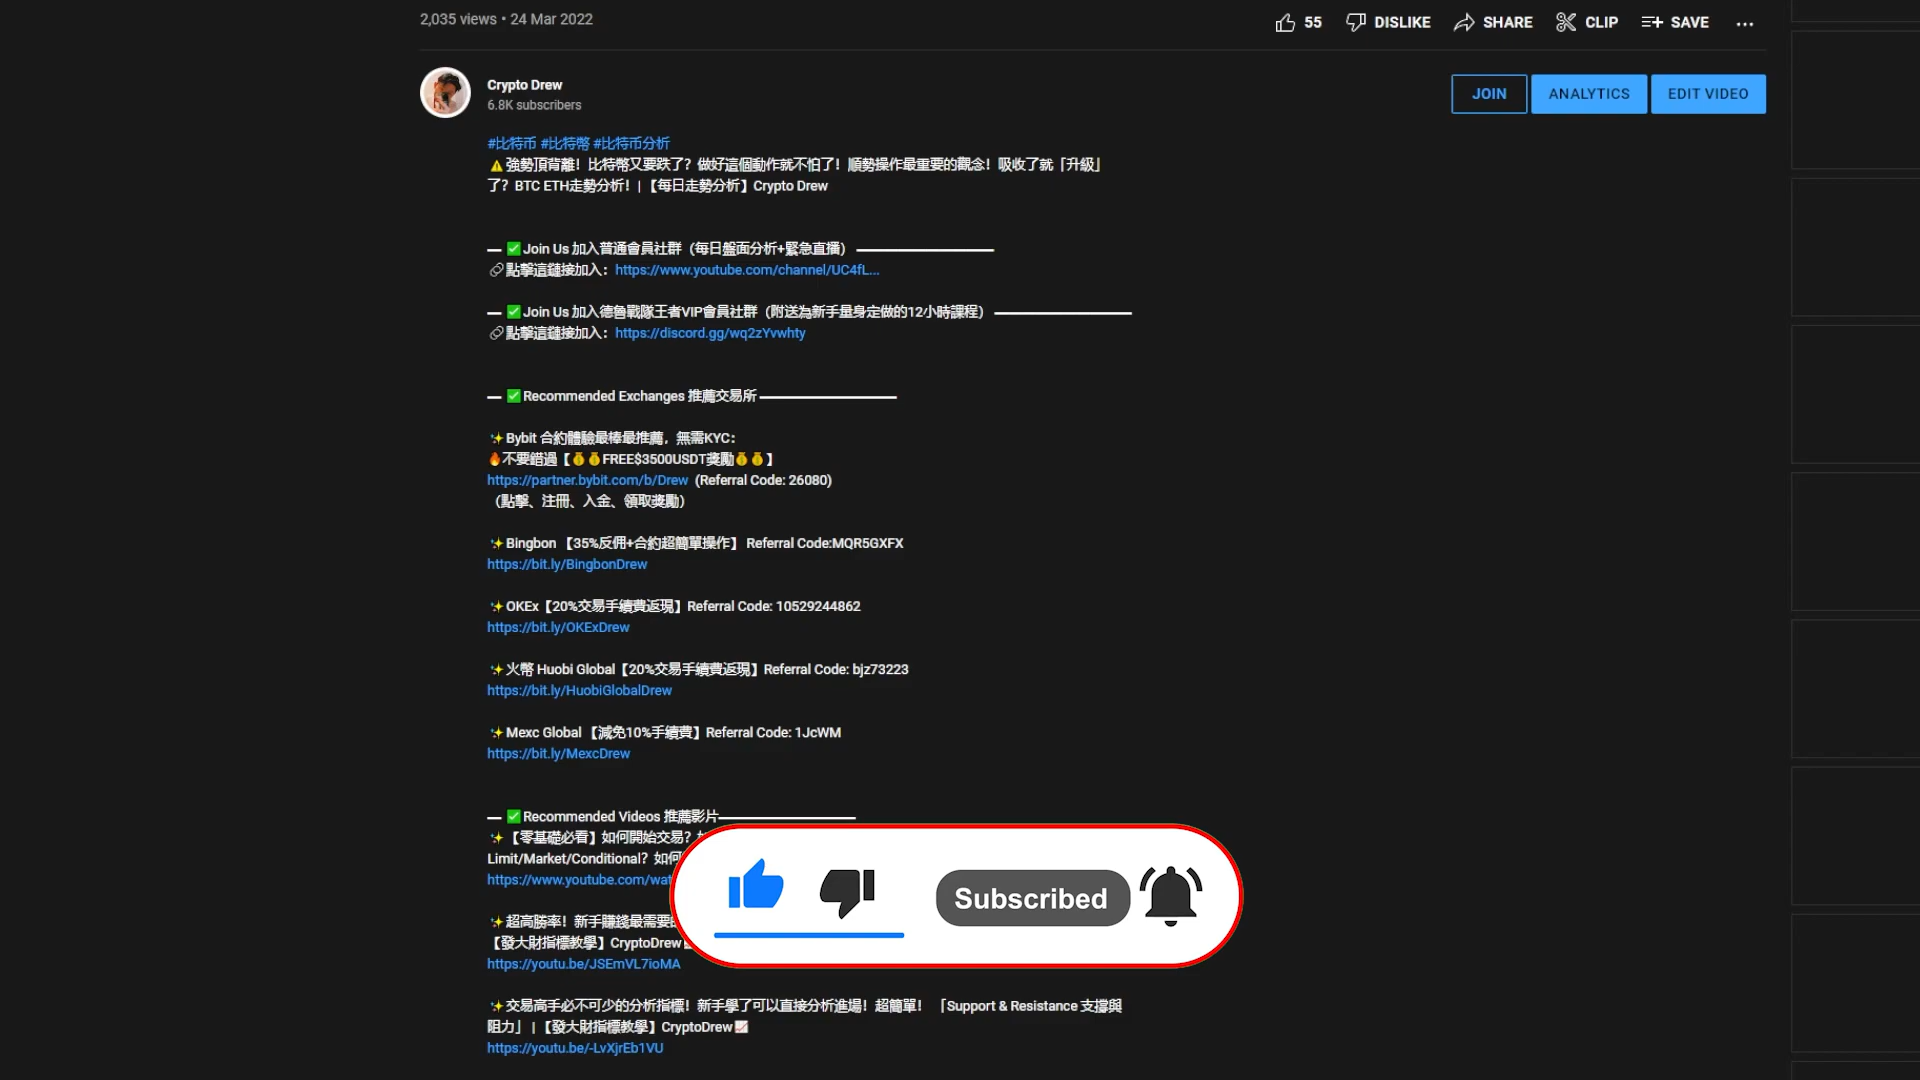 2,035 views • 24 Mar 2022
55 DISLIKE SHARE CLIP SAVE ...
Crypto Drew
6.8K subscribers
JOIN ANALYTICS EDIT VIDEO
#比特币 #比特幣 #比特币分析
⚠️強勢頂背離！比特幣又要跌了？做好這個動作就不怕了！順勢操作最重要的觀念！吸收了就「升級」
了？BTC ETH走勢分析！|【每日走勢分析】Crypto Drew
— ✅Join Us 加入普通會員社群（每日盤面分析+緊急直播）——————————
🔗點擊這鏈接加入：https://www.youtube.com/channel/UC4fL...
— ✅Join Us 加入德魯戰隊王者VIP會員社群（附送為新手量身定做的12小時課程）——————————
🔗點擊這鏈接加入：https://discord.gg/wq2zYvwhty
— ✅Recommended Exchanges 推薦交易所——————————
✨Bybit 合約體驗最棒最推薦，無需KYC：
🔥不要錯過【💰💰FREE$3500USDT獎勵💰💰】
https://partner.bybit.com/b/Drew (Referral Code: 26080)
（點擊、注冊、入金、領取獎勵）
✨Bingbon 【35%反佣+合約超簡單操作】 Referral Code:MQR5GXFX
https://bit.ly/BingbonDrew
✨OKEx【20%交易手續費返現】Referral Code: 10529244862
https://bit.ly/OKExDrew
✨火幣 Huobi Global【20%交易手續費返現】Referral Code: bjz73223
https://bit.ly/HuobiGlobalDrew
✨Mexc Global 【減免10%手續費】Referral Code: 1JcWM
https://bit.ly/MexcDrew
— ✅Recommended Videos 推薦影片——————————
✨【零基礎必看】如何開始交易？
Limit/Market/Conditional？如何
https://www.youtube.com/wat
Subscribed
✨超高勝率！新手賺錢最需要
【發大財指標教學】CryptoDrew
https://youtu.be/JSEmVL7ioMA
✨交易高手必不可少的分析指標！新手學了可以直接分析進場！超簡單！ 「Support & Resistance 支撐與
阻力」 |【發大財指標教學】CryptoDrew📈
https://youtu.be/-LvXjrEb1VU